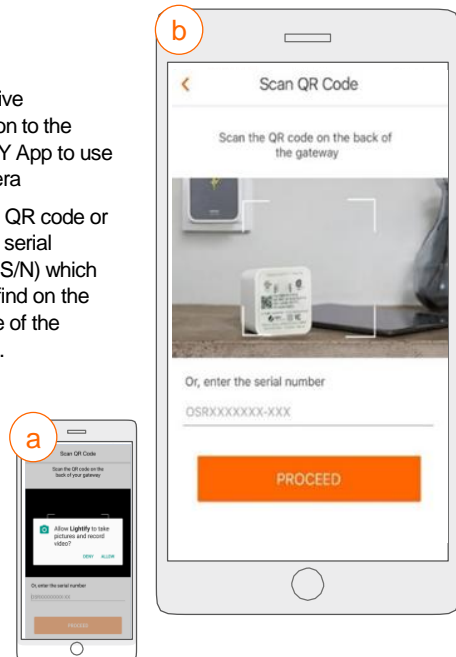 ive
on to the
Y App to use
era
QR code or
serial
S/N) which
find on the
e of the
.
a
Scan QR Code
Scan the QR code on the
back of your gateway
Allow Lightify to take
pictures and record
video?
DENY ALLOW
Or, enter the serial number
PROCEED
b
Scan QR Code
Scan the QR code on the back of
the gateway
Or, enter the serial number
OSRXXXXXXX-XXX
PROCEED